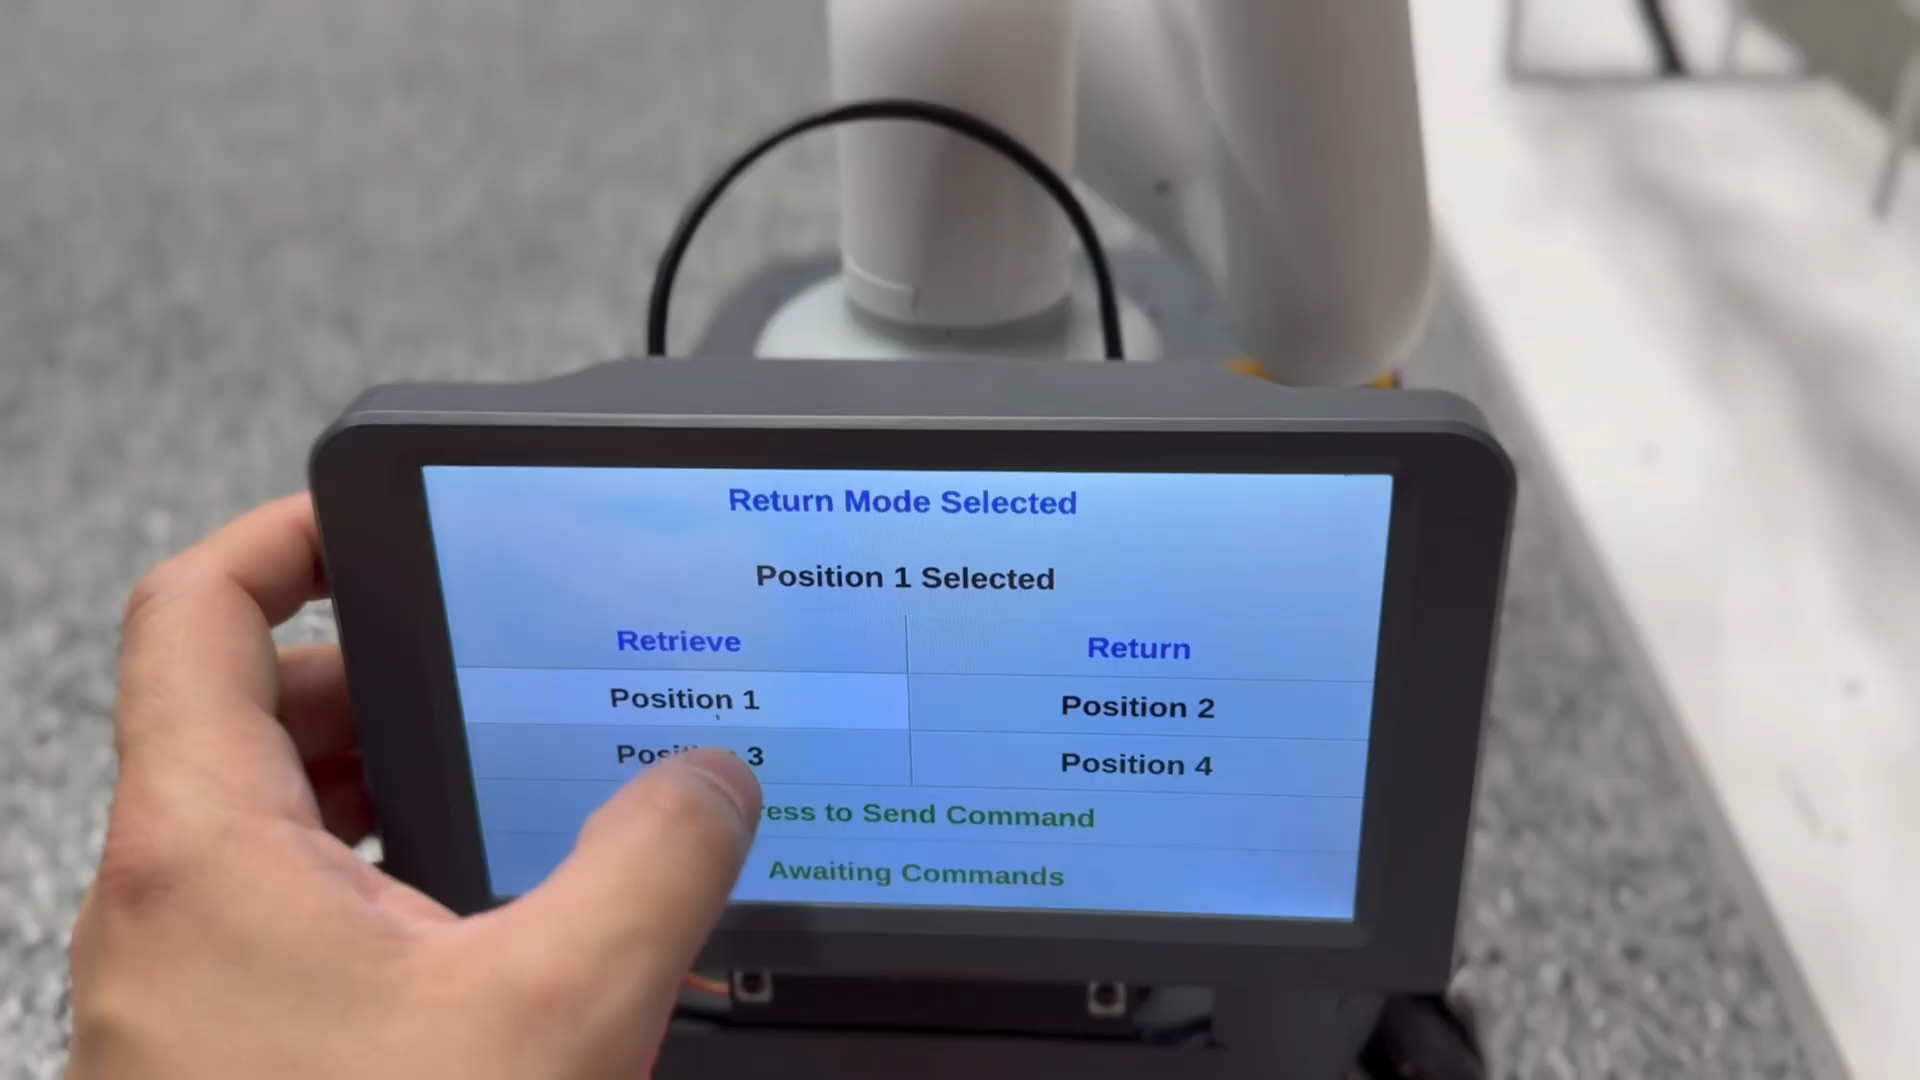 Return Mode Selected
Position 1 Selected
Retrieve Return
Position 1 Position 2
3 Position 4
to Send Command
Awaiting Commands